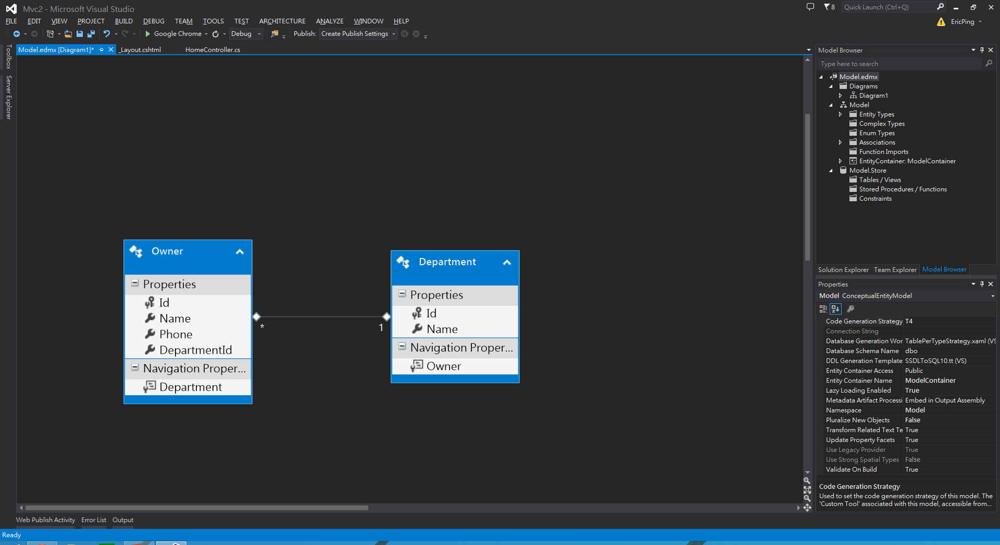 Mvc2 - Microsoft Visual Studio
8
Quick Launch (Ctrl+Q)
FILE EDIT VIEW PROJECT BUILD DEBUG TEAM TOOLS TEST ARCHITECTURE ANALYZE WINDOW HELP
EricPing
Google Chrome
Debug
Publish:
Create Publish Settings
Toolbox
Server Explorer
Model.edmx [Diagram1]*
_Layout.cshtml
HomeController.cs
Owner
Properties
Id
Name
Phone
DepartmentId
Navigation Proper...
Department
*
1
Department
Properties
Id
Name
Navigation Proper...
Owner
Model Browser
Type here to search
Model.edmx
Diagrams
Diagram1
Model
Entity Types
Complex Types
Enum Types
Associations
Function Imports
EntityContainer: ModelContainer
Model.Store
Tables / Views
Stored Procedures / Functions
Constraints
Solution Explorer Team Explorer Model Browser
Properties
Model ConceptualEntityModel
Code Generation Strategy T4
Connection String
Database Generation Wor TablePerTypeStrategy.xaml (VS
Database Schema Name dbo
DDL Generation Template SSDLToSQL10.tt (VS)
Entity Container Access Public
Entity Container Name ModelContainer
Lazy Loading Enabled True
Metadata Artifact Processi Embed in Output Assembly
Namespace Model
Pluralize New Objects False
Transform Related Text Te True
Update Property Facets True
Use Legacy Provider True
Use Strong Spatial Types False
Validate On Build True
Code Generation Strategy
Used to set the code generation strategy of this model. The
'Custom Tool' associated with this model, accessible from...
Web Publish Activity Error List Output
Ready